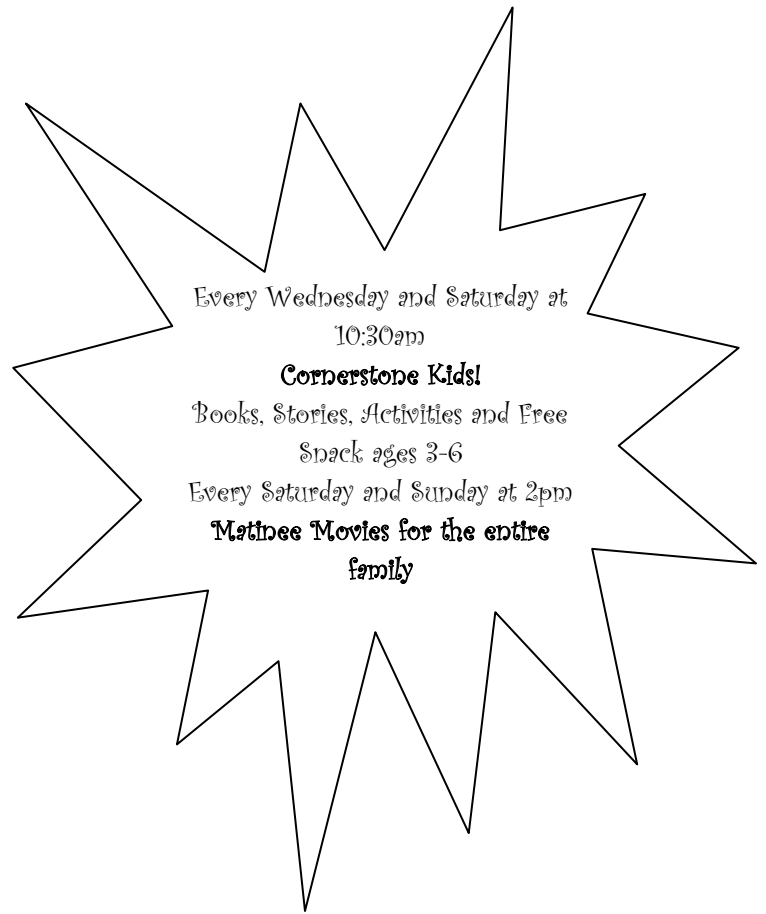 Every Wednesday and Saturday at
10:30am
Cornerstone Kids!
Books, Stories, Activities and Free
Snack ages 3-6
Every Saturday and Sunday at 2pm
Matinee Movies for the entire
family